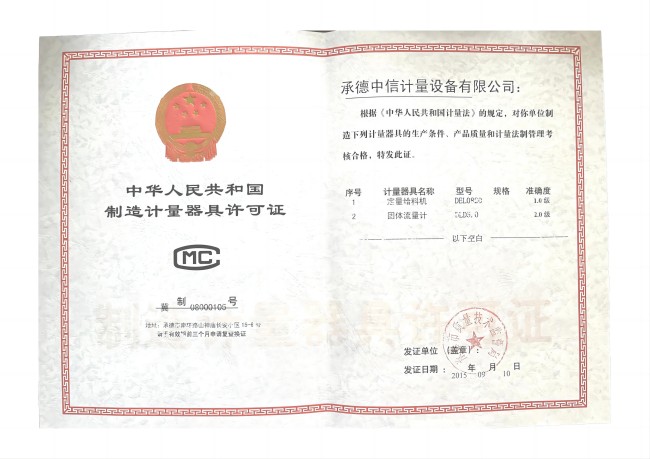 中华人民共和国
制造计量器具许可证
CMC
冀 制 08000105 号
承德中信计量设备有限公司：
根据《中华人民共和国计量法》的规定，对你单位制
造下列计量器具的生产条件、产品质量和计量法制管理考
核合格，特发此证。
序号 计量器具名称 型号 规格 准确度
1 定量给料机 1.0 级
2 固体流量计 2.0 级
以下空白
发证单位（盖章）：
发证日期： 2015 年 09 月 10 日